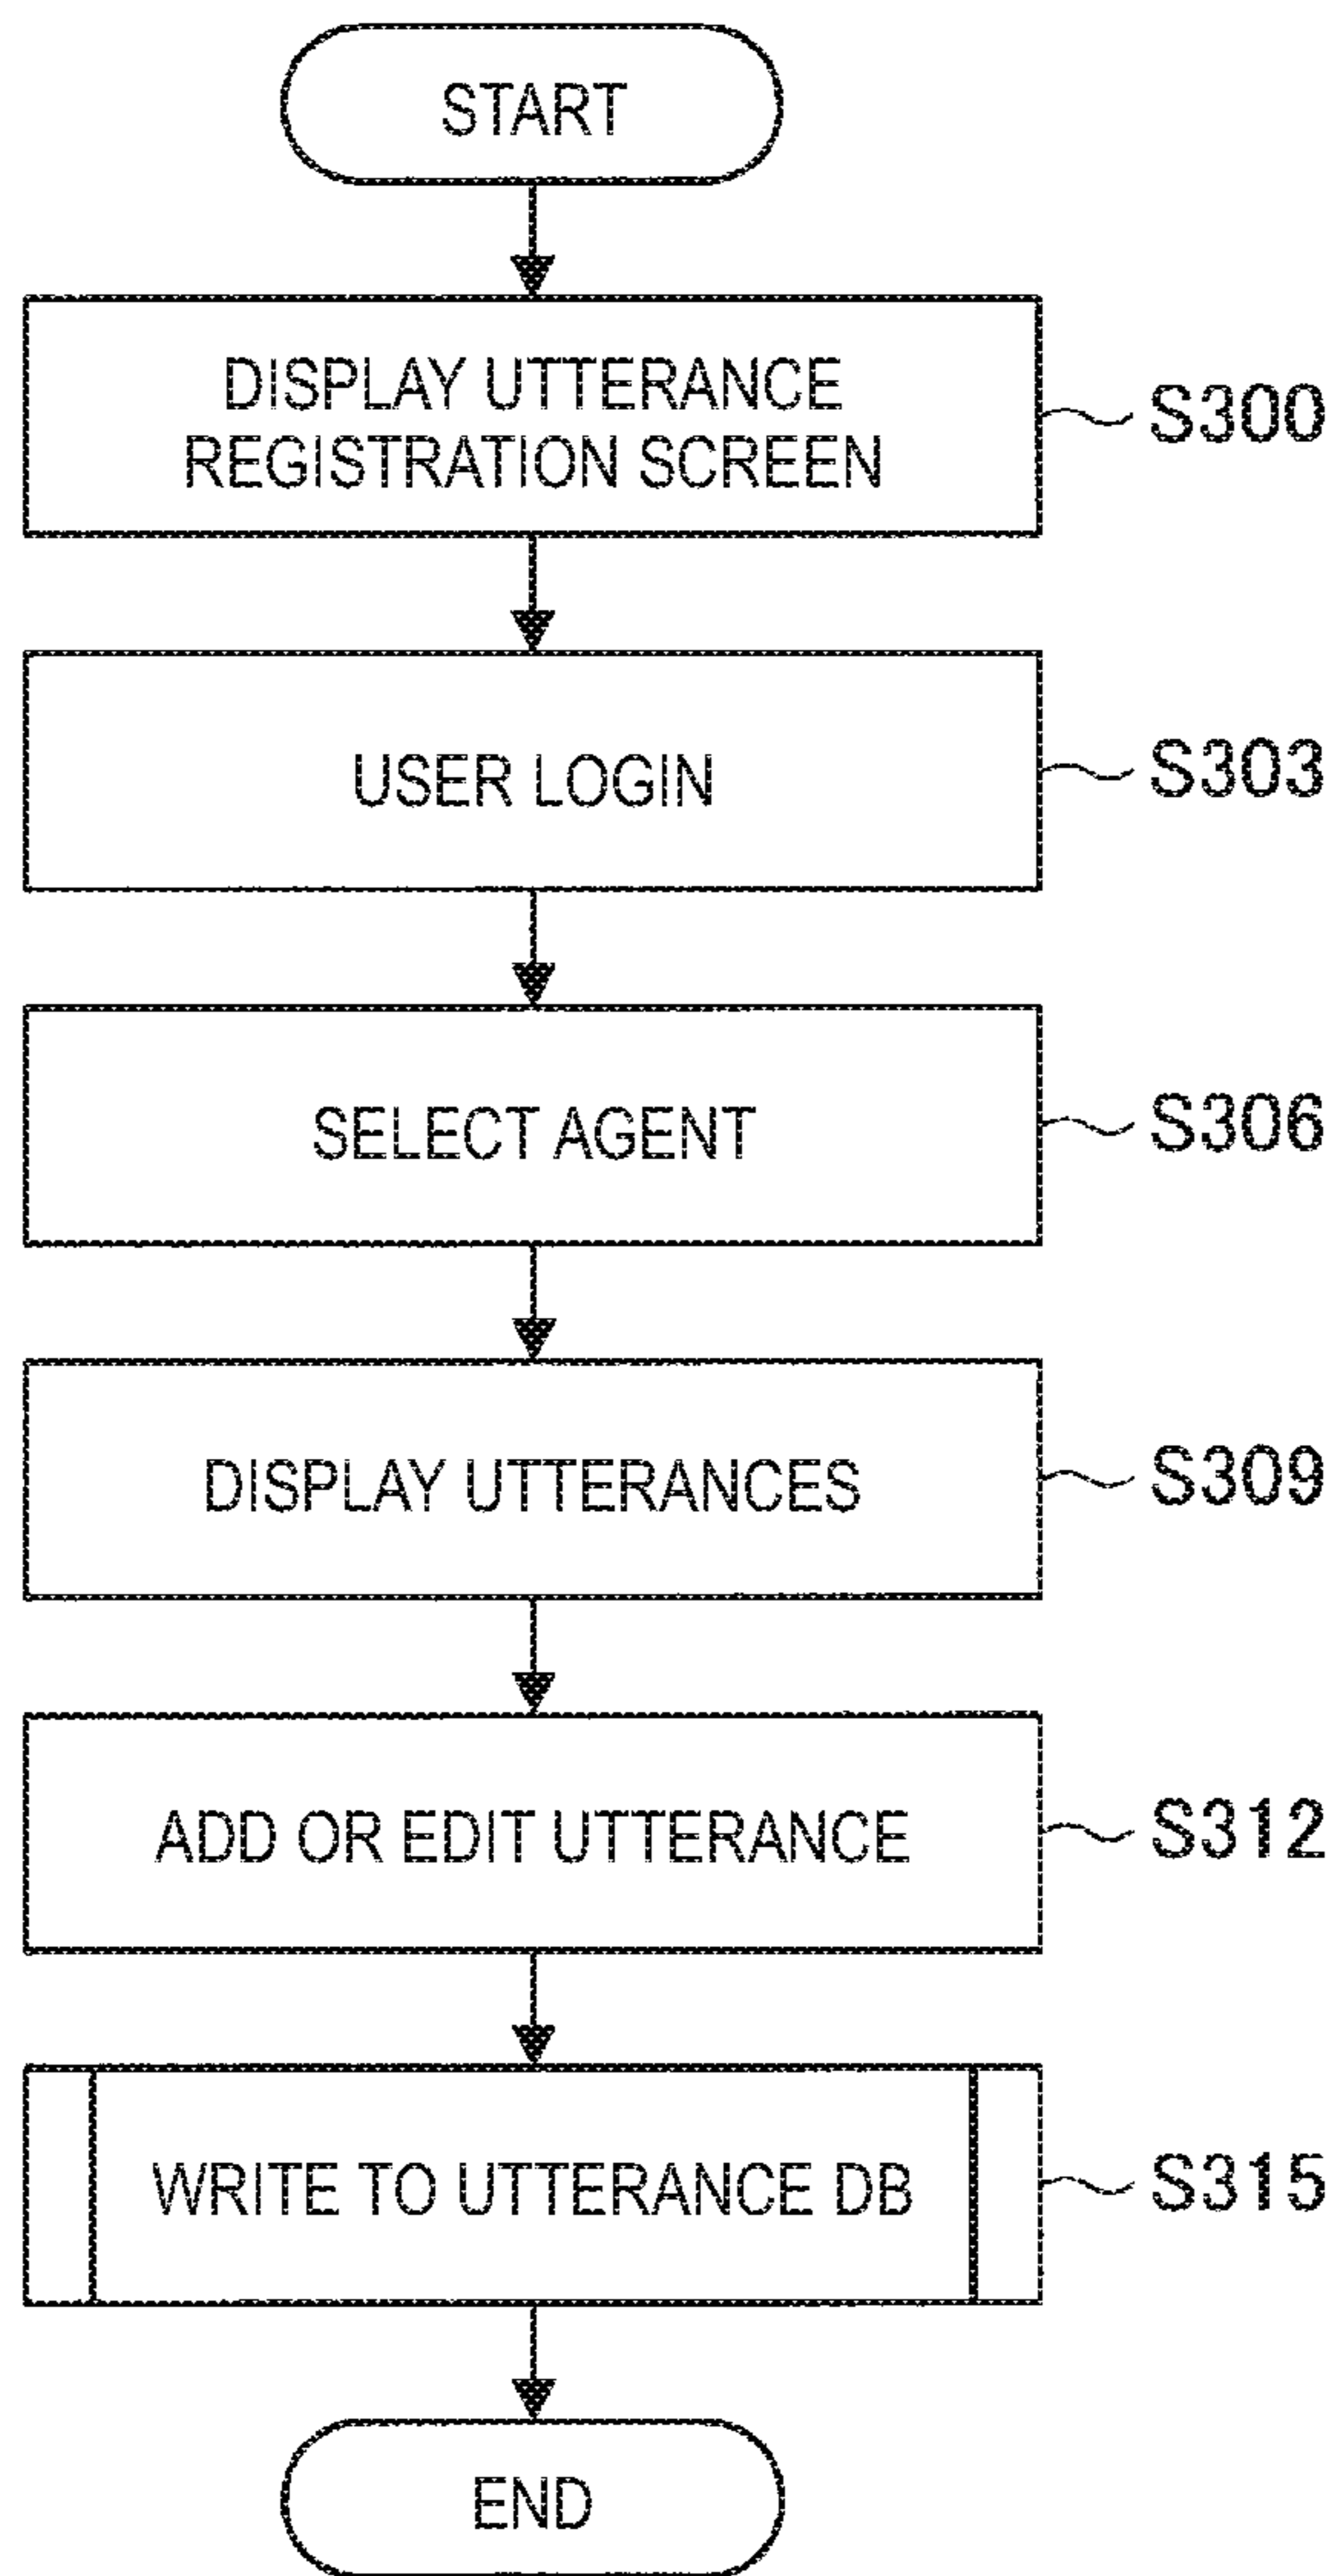 START
DISPLAY UTTERANCE
REGISTRATION SCREEN
S300
USER LOGIN
S303
SELECT AGENT
S306
DISPLAY UTTERANCES
S309
ADD OR EDIT UTTERANCE
S312
WRITE TO UTTERANCE DB
S315
END